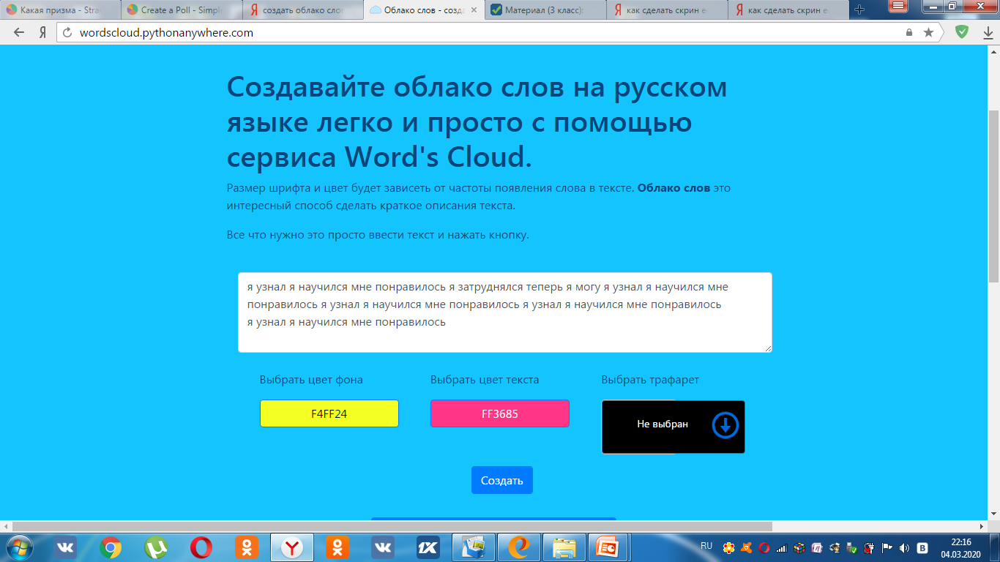 Какая призма - Stra
Create a Poll - Simple
создать облако слов
Облако слов - созд
Материал (3 класс):
как сделать скрин е
как сделать скрин е
wordscloud.pythonanywhere.com
Создавайте облако слов на русском
языке легко и просто с помощью
сервиса Word's Cloud.
Размер шрифта и цвет будет зависеть от частоты появления слова в тексте. Облако слов это
интересный способ сделать краткое описания текста.
Все что нужно это просто ввести текст и нажать кнопку.
я узнал я научился мне понравилось я затруднялся теперь я могу я узнал я научился мне
понравилось я узнал я научился мне понравилось я узнал я научился мне понравилось
я узнал я научился мне понравилось
Выбрать цвет фона Выбрать цвет текста Выбрать трафарет
F4FF24 FF3685 Не выбран
Создать
RU 22:16
04.03.2020